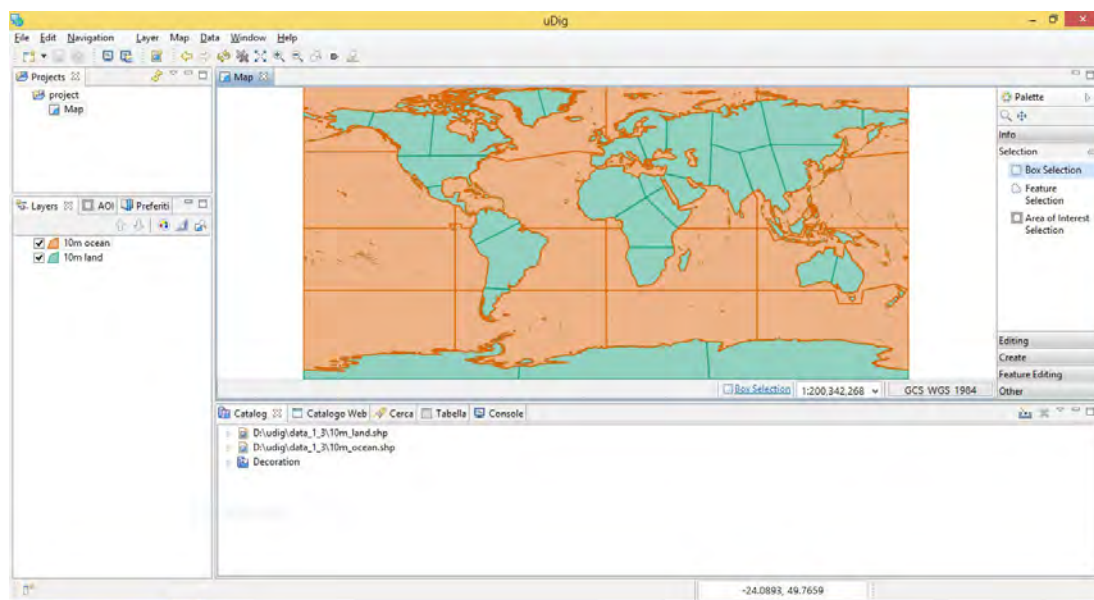 uDig
File Edit Navigation Layer Map Data Window Help
Projects
project
Map
Layers AOI Preferiti
10m ocean
10m land
Map
Palette
Info
Selection
Box Selection
Feature
Selection
Area of Interest
Selection
Editing
Create
Feature Editing
Other
Box Selection 1:200,342,268 GCS WGS 1984
Catalog Catalogo Web Cerca Tabella Console
D:\udig\data_1_3\10m_land.shp
D:\udig\data_1_3\10m_ocean.shp
Decoration
-24.0893, 49.7659